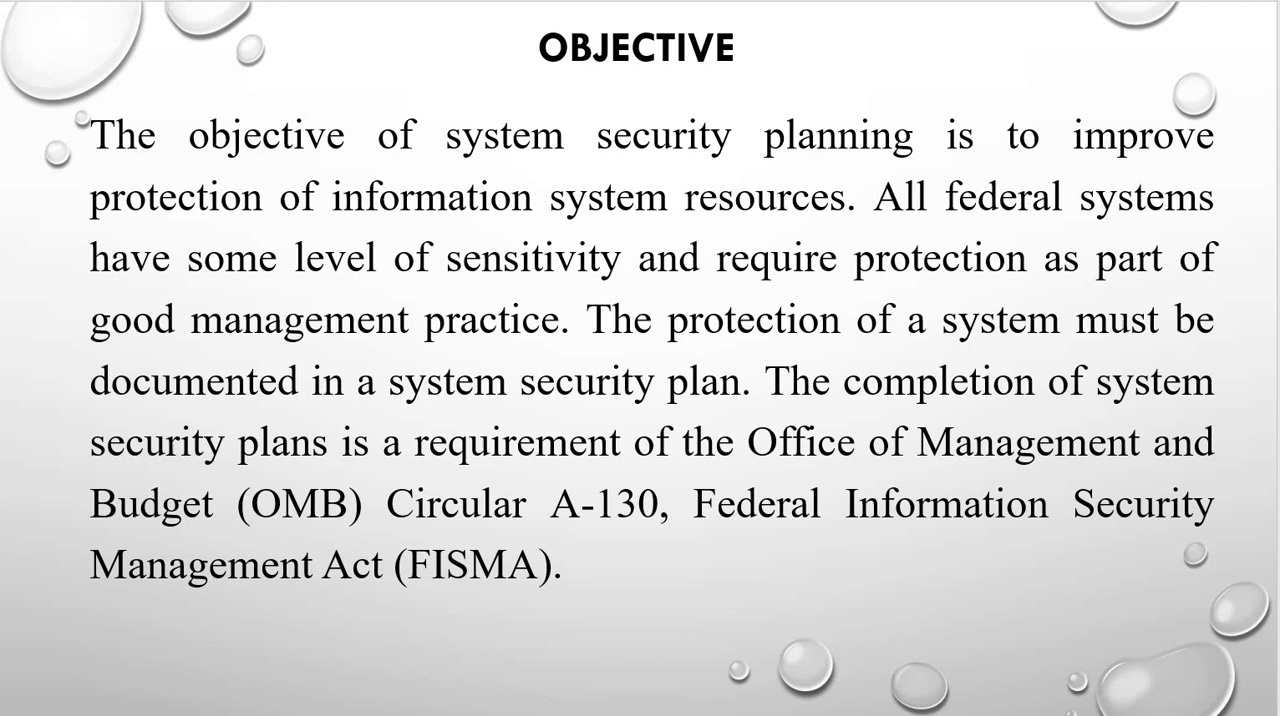 OBJECTIVE
The objective of system security planning is to improve
protection of information system resources. All federal systems
have some level of sensitivity and require protection as part of
good management practice. The protection of a system must be
documented in a system security plan. The completion of system
security plans is a requirement of the Office of Management and
Budget (OMB) Circular A-130, Federal Information Security
Management Act (FISMA).